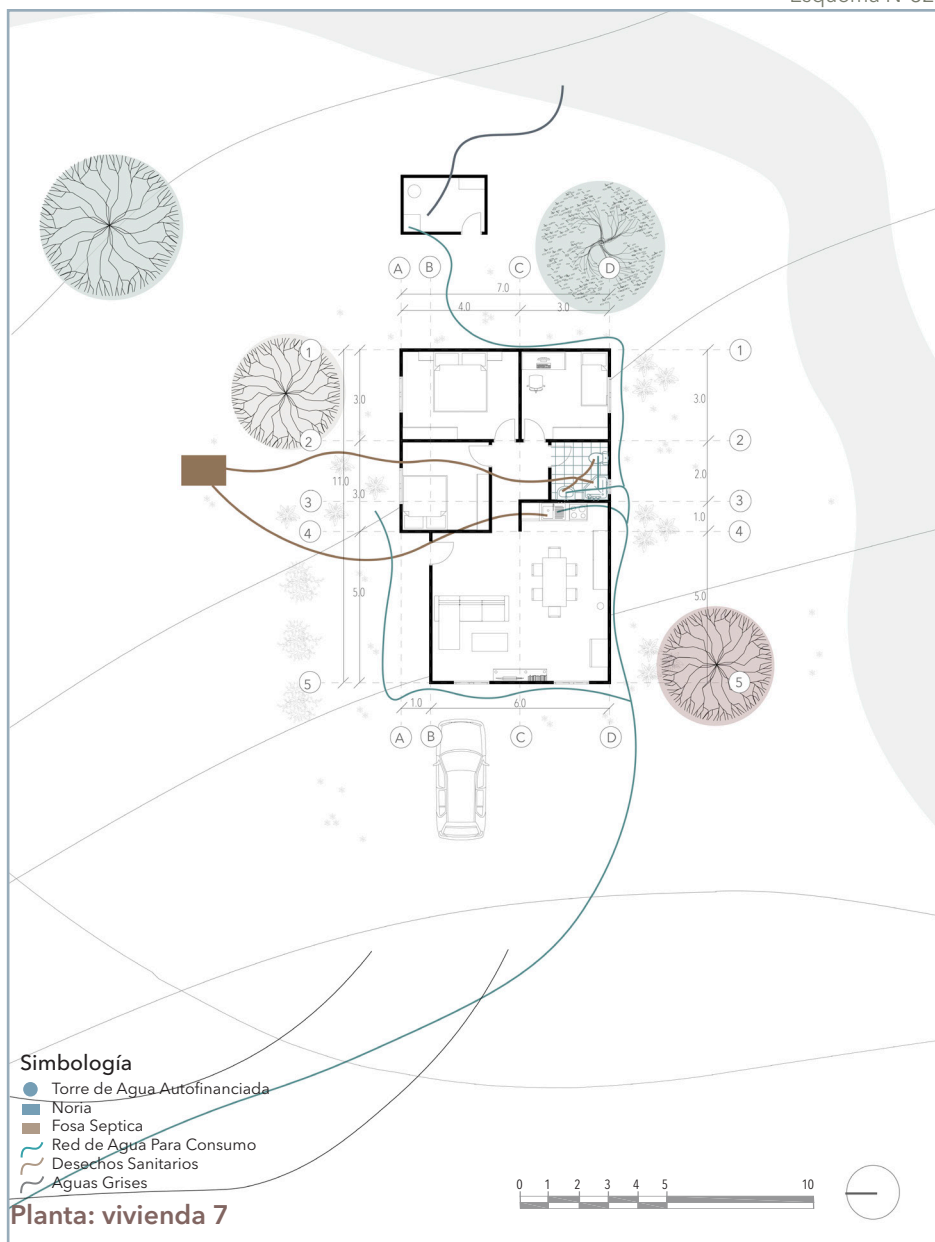 A B C D
7.0
4.0 3.0
1 1
3.0 3.0
2 2
2.0
11.0
3.0
3 3
1.0
4 4
5.0 5.0
5 5
1.0 6.0
A B C D
Simbología
Torre de Agua Autofinanciada
Noria
Fosa Septica
Red de Agua Para Consumo
Desechos Sanitarios
Aguas Grises
0 1 2 3 4 5 10
Planta: vivienda 7